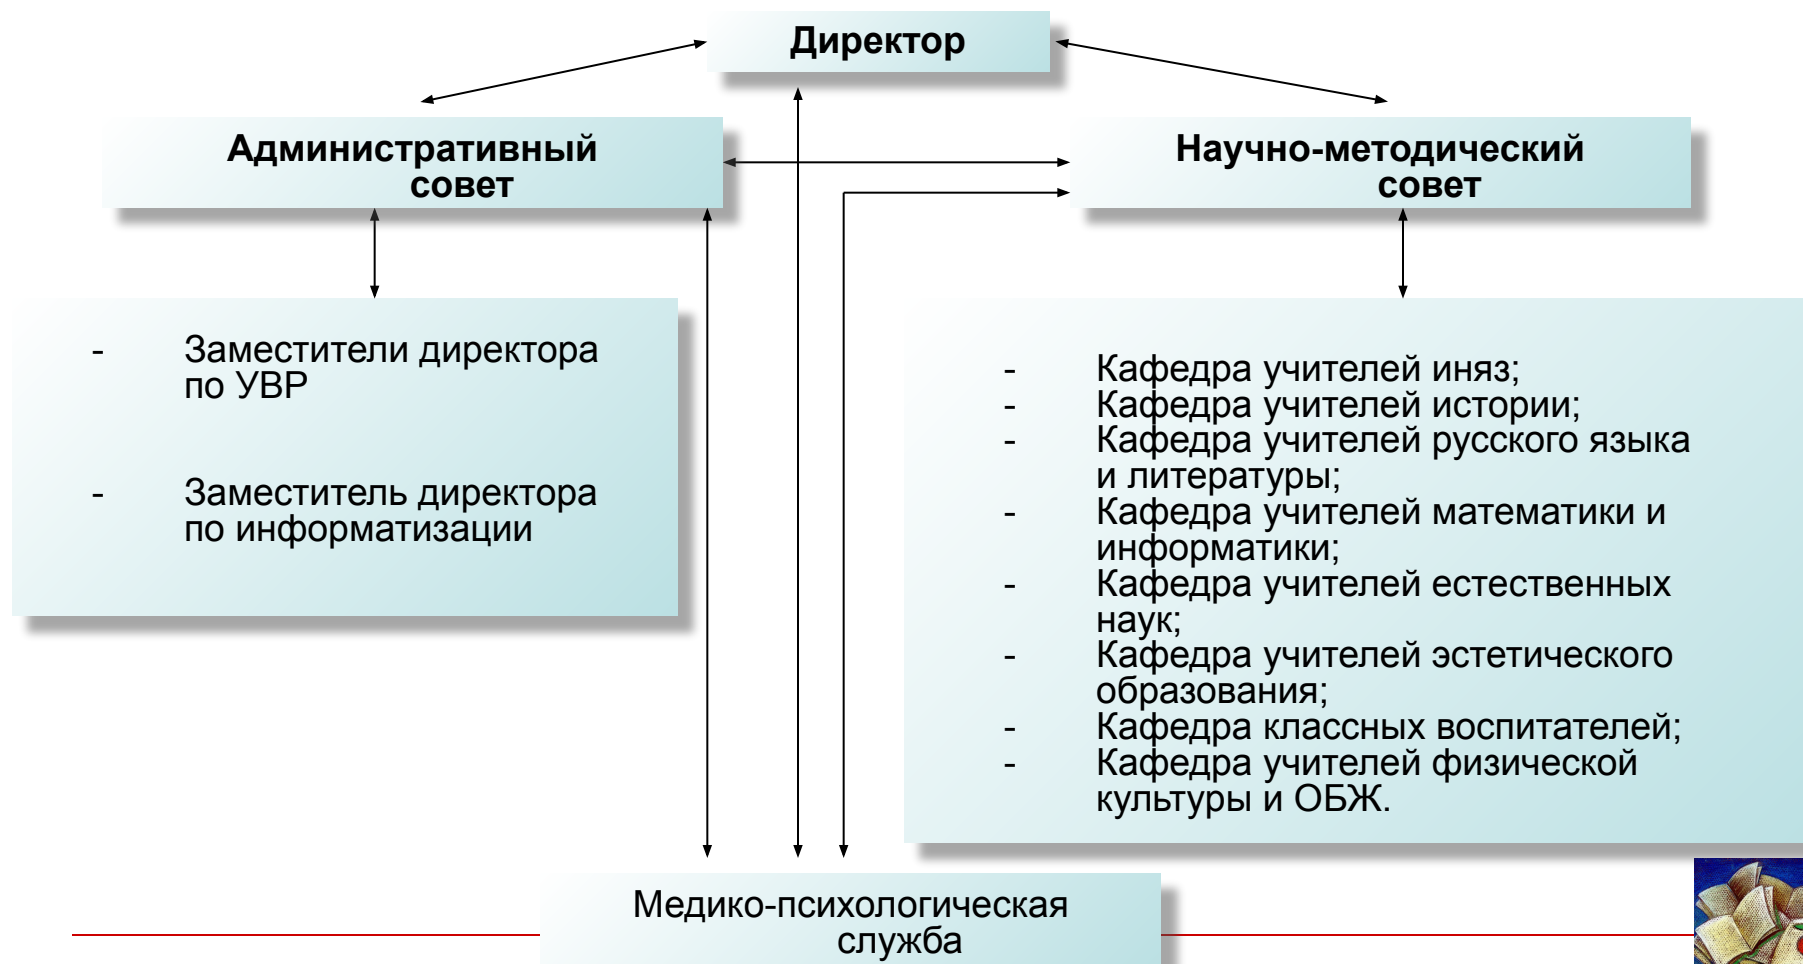 Директор
Административный
совет
Научно-методический
совет
- Заместители директора
по УВР
- Заместитель директора
по информатизации
- Кафедра учителей иняз;
- Кафедра учителей истории;
- Кафедра учителей русского языка
и литературы;
- Кафедра учителей математики и
информатики;
- Кафедра учителей естественных
наук;
- Кафедра учителей эстетического
образования;
- Кафедра классных воспитателей;
- Кафедра учителей физической
культуры и ОБЖ.
Медико-психологическая
служба